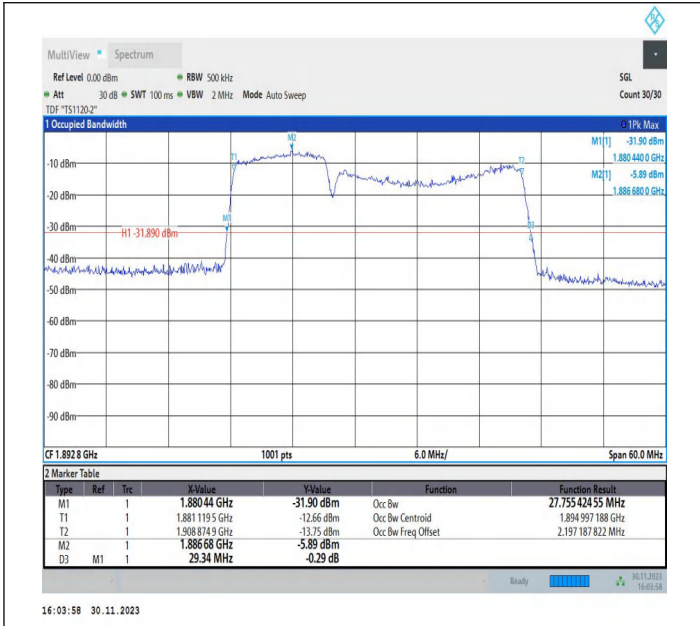 MultiView Spectrum
Ref Level 0.00 dBm RBW 500 kHz SGL
Att 30 dB SWT 100 ms VBW 2 MHz Mode Auto Sweep Count 30/30
TDF "TS1120-2"
1 Occupied Bandwidth 1Pk Max
M1[1] -31.90 dBm
1.880 440 0 GHz
M2[1] -5.89 dBm
1.886 680 0 GHz
M2
T1
T2
-10 dBm
-20 dBm
M1
D3
-30 dBm
H1 -31.890 dBm
-40 dBm
-50 dBm
-60 dBm
-70 dBm
-80 dBm
-90 dBm
CF 1.892 8 GHz 1001 pts 6.0 MHz/ Span 60.0 MHz
2 Marker Table
Type Ref Trc X-Value Y-Value Function Function Result
M1 1 1.880 44 GHz -31.90 dBm Occ Bw 27.755 424 55 MHz
T1 1 1.881 119 5 GHz -12.66 dBm Occ Bw Centroid 1.894 997 188 GHz
T2 1 1.908 874 9 GHz -13.75 dBm Occ Bw Freq Offset 2.197 187 822 MHz
M2 1 1.886 68 GHz -5.89 dBm
D3 M1 1 29.34 MHz -0.29 dB
Ready 30.11.2023
16:03:58
16:03:58 30.11.2023